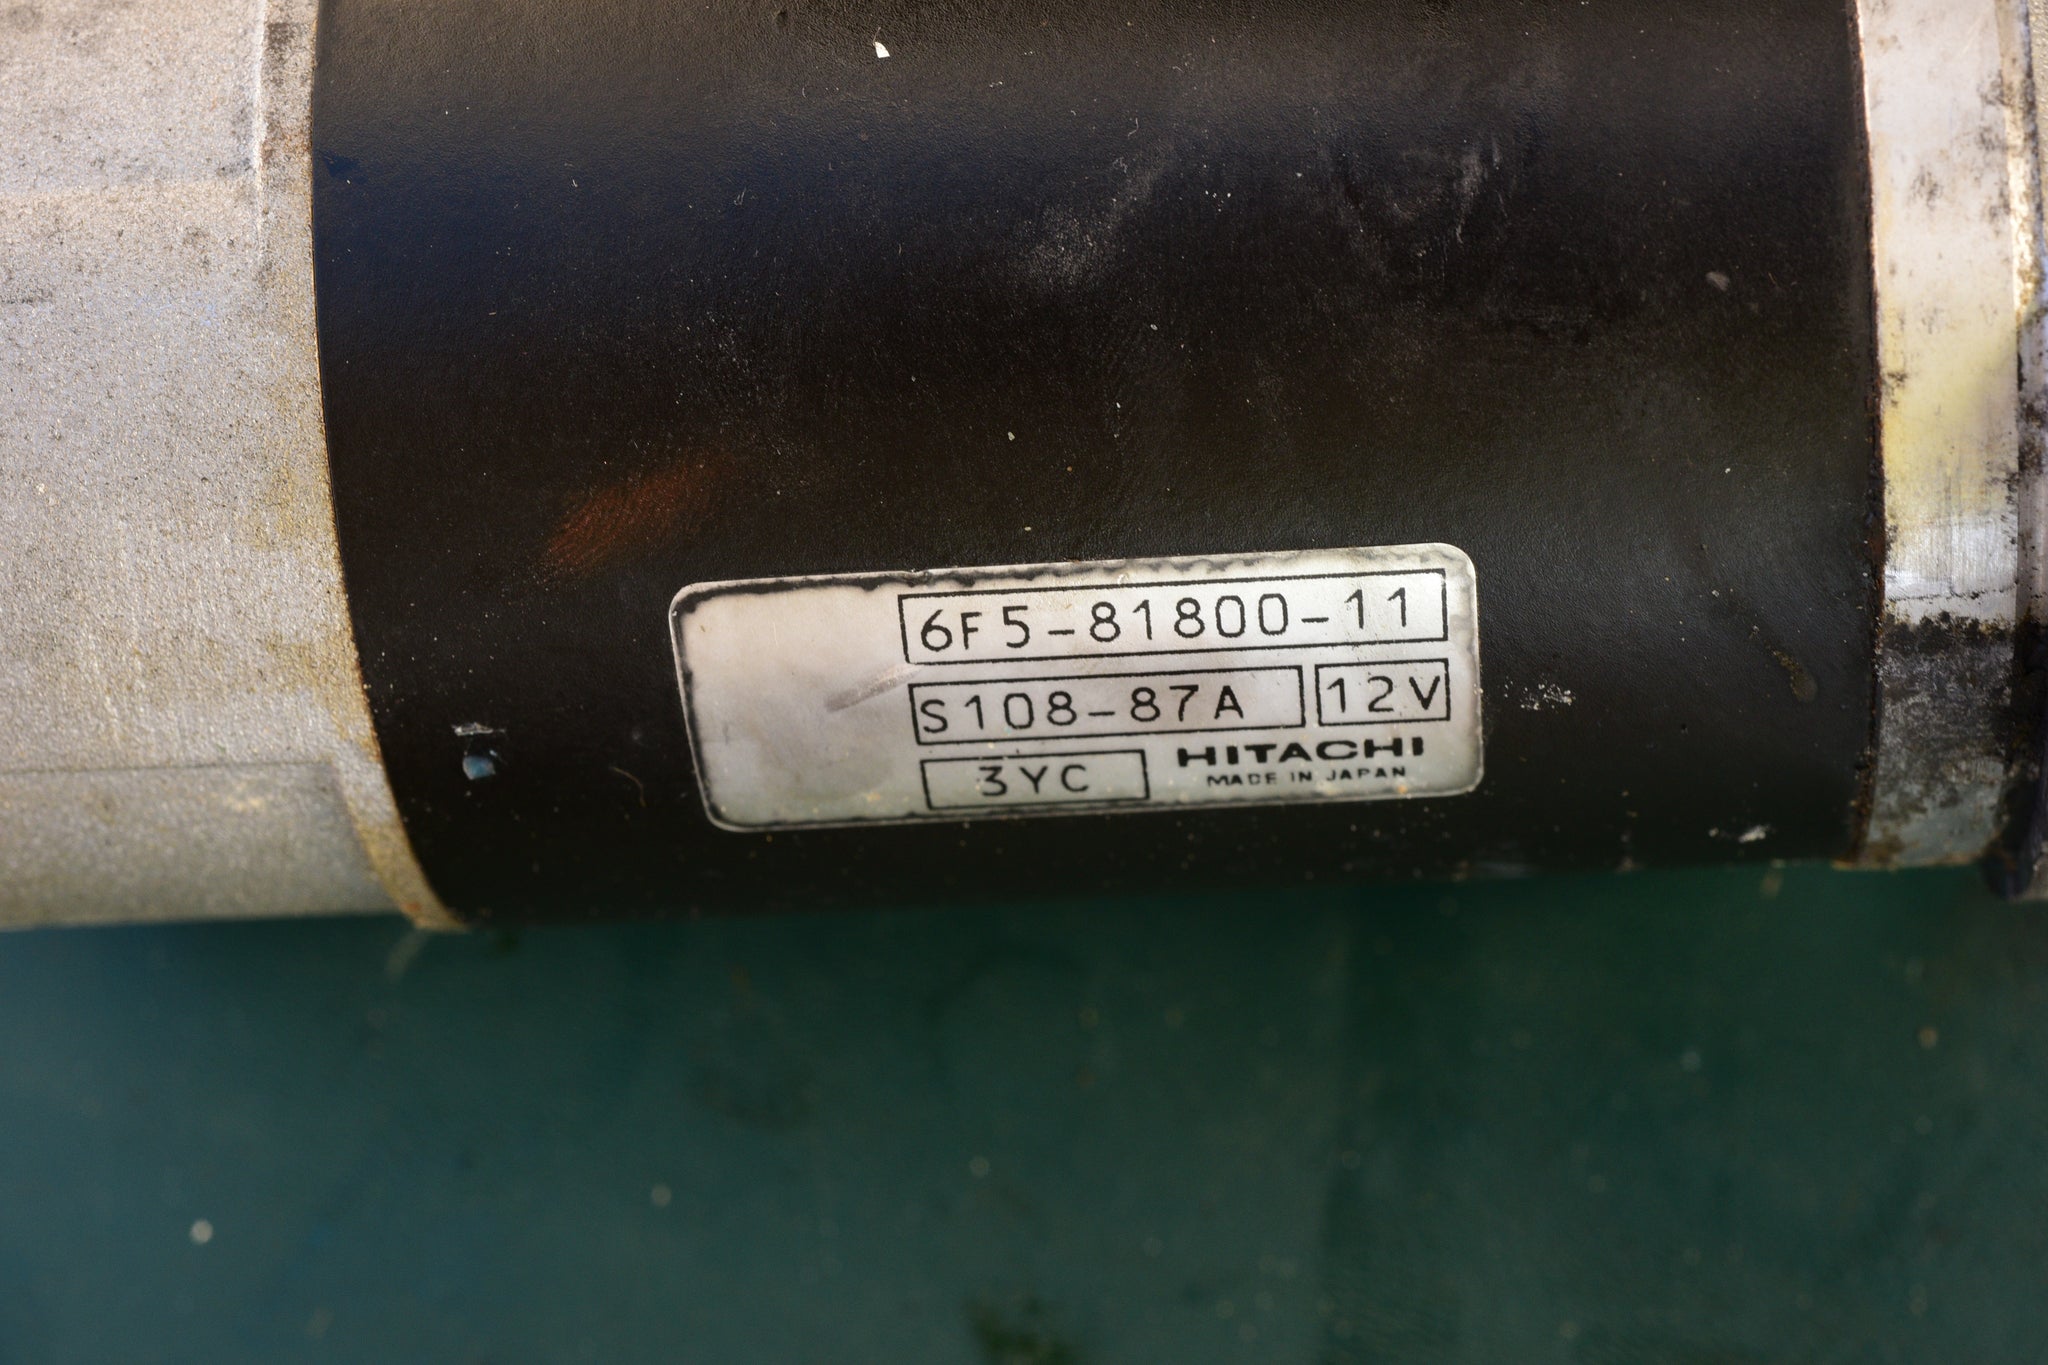 6F5-81800-11
S108-87A 12V
3YC HITACHI
MADE IN JAPAN